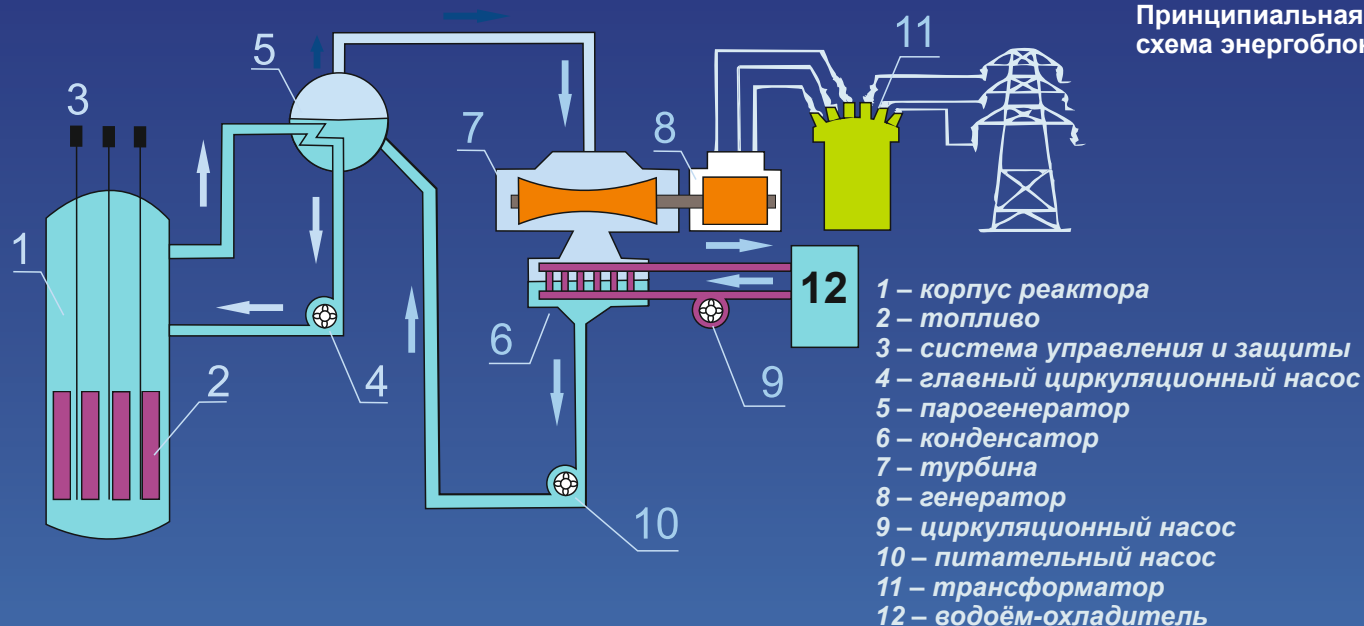 Принципиальная
схема энергоблок
11
5
3
7
8
1
12
2
6
4
9
10
1 – корпус реактора
2 – топливо
3 – система управления и защиты
4 – главный циркуляционный насос
5 – парогенератор
6 – конденсатор
7 – турбина
8 – генератор
9 – циркуляционный насос
10 – питательный насос
11 – трансформатор
12 – водоём-охладитель